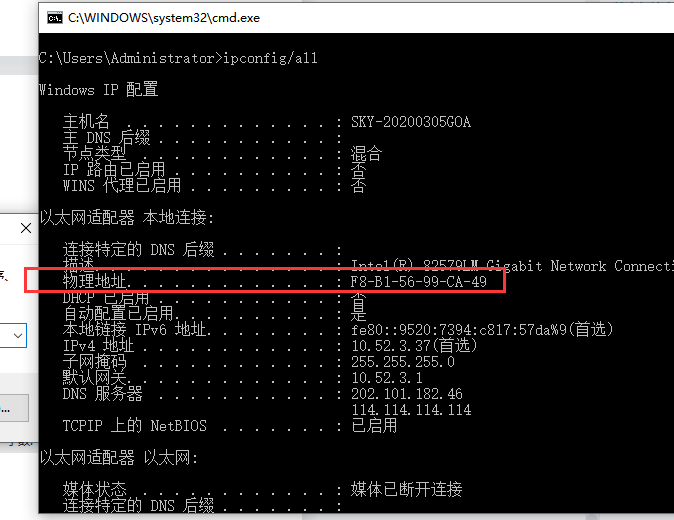 C:\WINDOWS\system32\cmd.exe
C:\Users\Administrator>ipconfig/all
Windows IP 配置
主机名 . . . . . . . . . . . . . : SKY-20200305GOA
主 DNS 后缀 . . . . . . . . . . . :
节点类型 . . . . . . . . . . . . : 混合
IP 路由已启用 . . . . . . . . . . : 否
WINS 代理已启用 . . . . . . . . . : 否
以太网适配器 本地连接:
连接特定的 DNS 后缀 . . . . . . . :
描述. . . . . . . . . . . . . . . : Intel(R) 82579LM Gigabit Network Connecti
物理地址. . . . . . . . . . . . . : F8-B1-56-99-CA-49
DHCP 已启用 . . . . . . . . . . . : 否
自动配置已启用. . . . . . . . . . : 是
本地链接 IPv6 地址. . . . . . . . : fe80::9520:7394:c817:57da%9(首选)
IPv4 地址 . . . . . . . . . . . . : 10.52.3.37(首选)
子网掩码 . . . . . . . . . . . . : 255.255.255.0
默认网关. . . . . . . . . . . . . : 10.52.3.1
DNS 服务器 . . . . . . . . . . . : 202.101.182.46
114.114.114.114
TCPIP 上的 NetBIOS . . . . . . . : 已启用
以太网适配器 以太网:
媒体状态 . . . . . . . . . . . . : 媒体已断开连接
连接特定的 DNS 后缀 . . . . . . . :